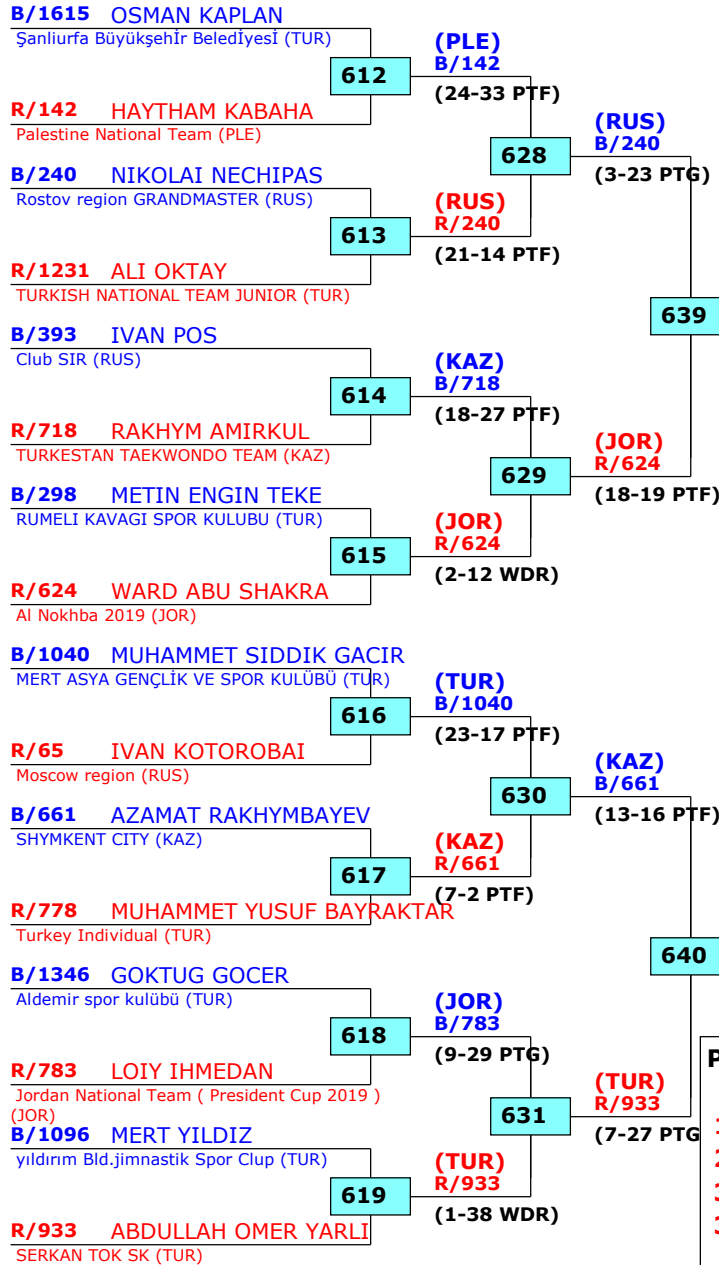 B/1615 OSMAN KAPLAN
Şanliurfa Büyükşehİr Beledİyesİ (TUR)
612
(PLE)
B/142
(24-33 PTF)
R/142 HAYTHAM KABAHA
Palestine National Team (PLE)
628
(RUS)
B/240
(3-23 PTG)
B/240 NIKOLAI NECHIPAS
Rostov region GRANDMASTER (RUS)
613
(RUS)
R/240
(21-14 PTF)
R/1231 ALI OKTAY
TURKISH NATIONAL TEAM JUNIOR (TUR)
639
B/393 IVAN POS
Club SIR (RUS)
614
(KAZ)
B/718
(18-27 PTF)
R/718 RAKHYM AMIRKUL
TURKESTAN TAEKWONDO TEAM (KAZ)
629
(JOR)
R/624
(18-19 PTF)
B/298 METIN ENGIN TEKE
RUMELI KAVAGI SPOR KULUBU (TUR)
615
(JOR)
R/624
(2-12 WDR)
R/624 WARD ABU SHAKRA
Al Nokhba 2019 (JOR)
B/1040 MUHAMMET SIDDIK GACIR
MERT ASYA GENÇLİK VE SPOR KULÜBÜ (TUR)
616
(TUR)
B/1040
(23-17 PTF)
R/65 IVAN KOTOROBAI
Moscow region (RUS)
630
(KAZ)
B/661
(13-16 PTF)
B/661 AZAMAT RAKHYMBAYEV
SHYMKENT CITY (KAZ)
617
(KAZ)
R/661
(7-2 PTF)
R/778 MUHAMMET YUSUF BAYRAKTAR
Turkey Individual (TUR)
640
B/1346 GOKTUG GOCER
Aldemir spor kulübü (TUR)
618
(JOR)
B/783
(9-29 PTG)
R/783 LOIY IHMEDAN
Jordan National Team ( President Cup 2019 )
(JOR)
631
(TUR)
R/933
(7-27 PTG
B/1096 MERT YILDIZ
yıldırım Bld.jimnastik Spor Clup (TUR)
619
(TUR)
R/933
(1-38 WDR)
R/933 ABDULLAH OMER YARLI
SERKAN TOK SK (TUR)